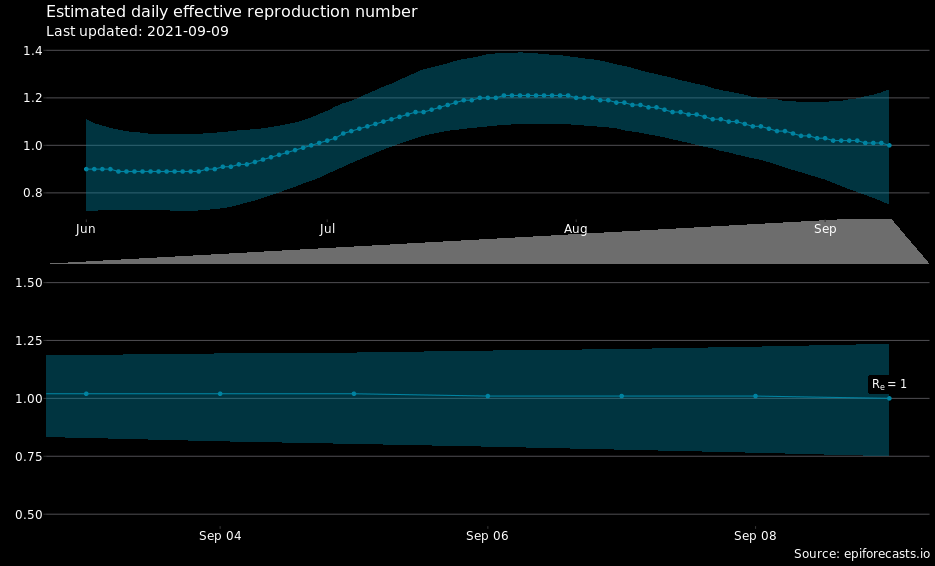 Estimated daily effective reproduction number
Last updated: 2021-09-09
1.4
1.2
1.0
0.8
Jun Jul Aug Sep
1.50
1.25
Rₑ = 1
1.00
0.75
0.50
Sep 04 Sep 06 Sep 08
Source: epiforecasts.io